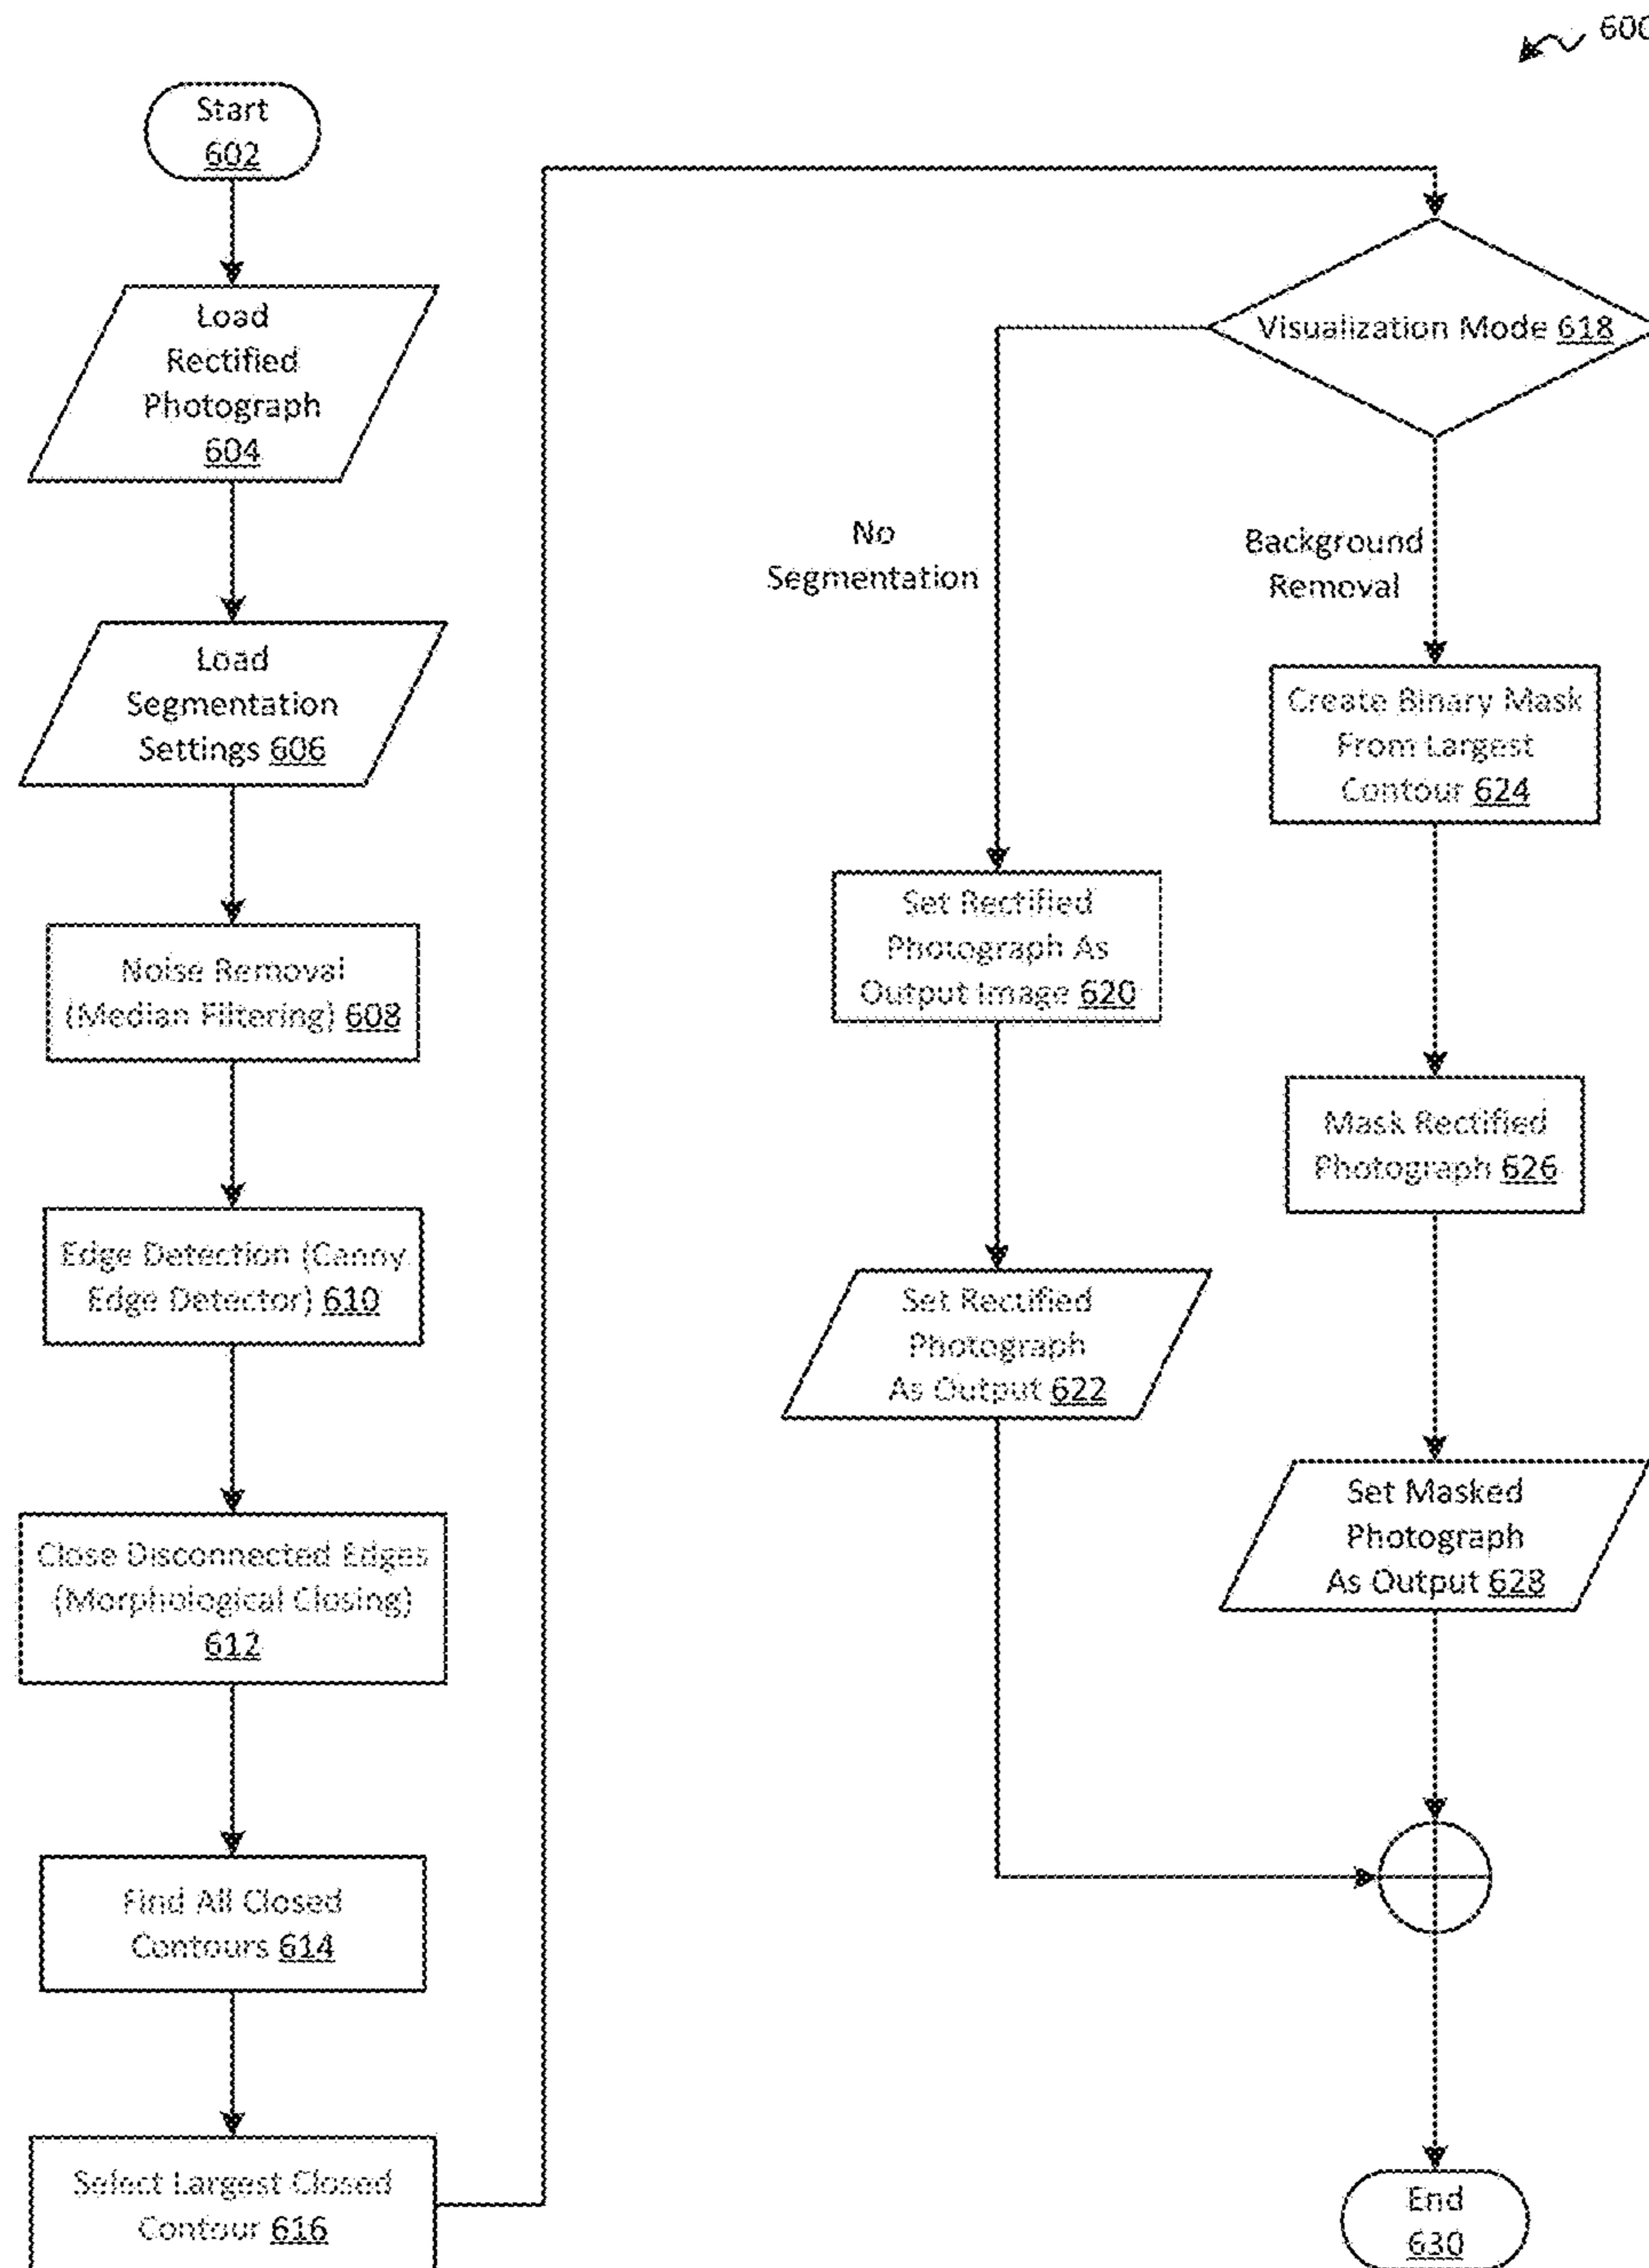 600
Start
602
Load
Rectified
Photograph
604
Load
Segmentation
Settings 606
Noise Removal
(Median Filtering) 608
Edge Detection (Canny
Edge Detector) 610
Close Disconnected Edges
(Morphological Closing)
612
Find All Closed
Contours 614
Select Largest Closed
Contour 616
Visualization Mode 618
No
Segmentation
Background
Removal
Set Rectified
Photograph As
Output Image 620
Set Rectified
Photograph
As Output 622
Create Binary Mask
From Largest
Contour 624
Mask Rectified
Photograph 626
Set Masked
Photograph
As Output 628
End
630